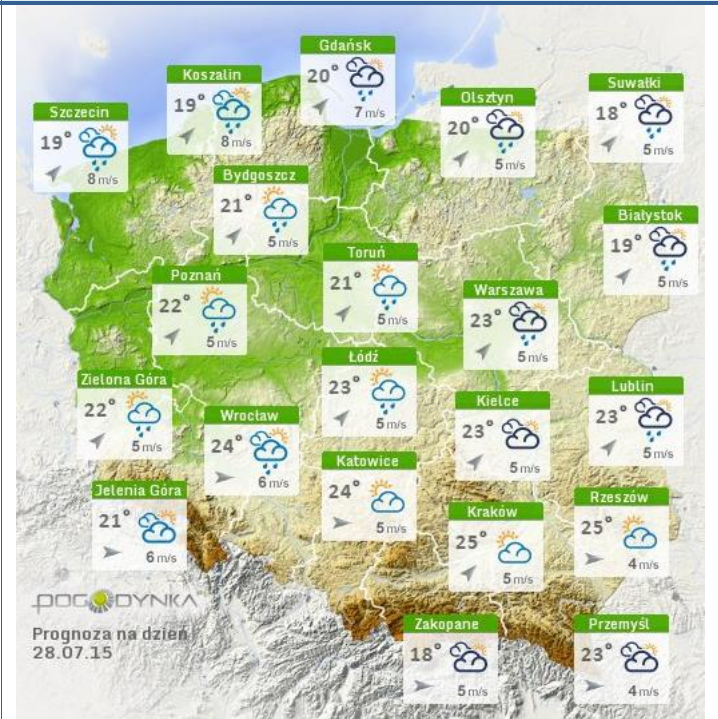 Gdańsk
20°
7 m/s
Koszalin
19°
8 m/s
Suwałki
18°
5 m/s
Olsztyn
20°
5 m/s
Szczecin
19°
8 m/s
Bydgoszcz
21°
5 m/s
Białystok
19°
5 m/s
Toruń
21°
5 m/s
Poznań
22°
5 m/s
Warszawa
23°
5 m/s
Łódź
23°
5 m/s
Zielona Góra
22°
5 m/s
Lublin
23°
5 m/s
Kielce
23°
5 m/s
Wrocław
24°
6 m/s
Katowice
24°
5 m/s
Jelenia Góra
21°
6 m/s
Rzeszów
25°
4 m/s
Kraków
25°
5 m/s
POGODYNKA
Prognoza na dzień
28.07.15
Zakopane
18°
5 m/s
Przemyśl
23°
4 m/s